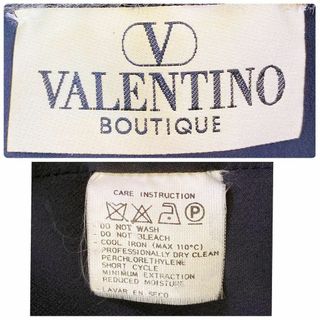 V
VALENTINO
BOUTIQUE
CARE INSTRUCTION
P
- DO NOT WASH
- DO NOT BLEACH
- COOL IRON (MAX 110°C)
PROFESSIONALLY DRY CLEAN
PERCHLORETHYLENE
SHORT CYCLE
MINIMUM EXTRACTION
REDUCED MOISTURE
LAVAR EN SECO